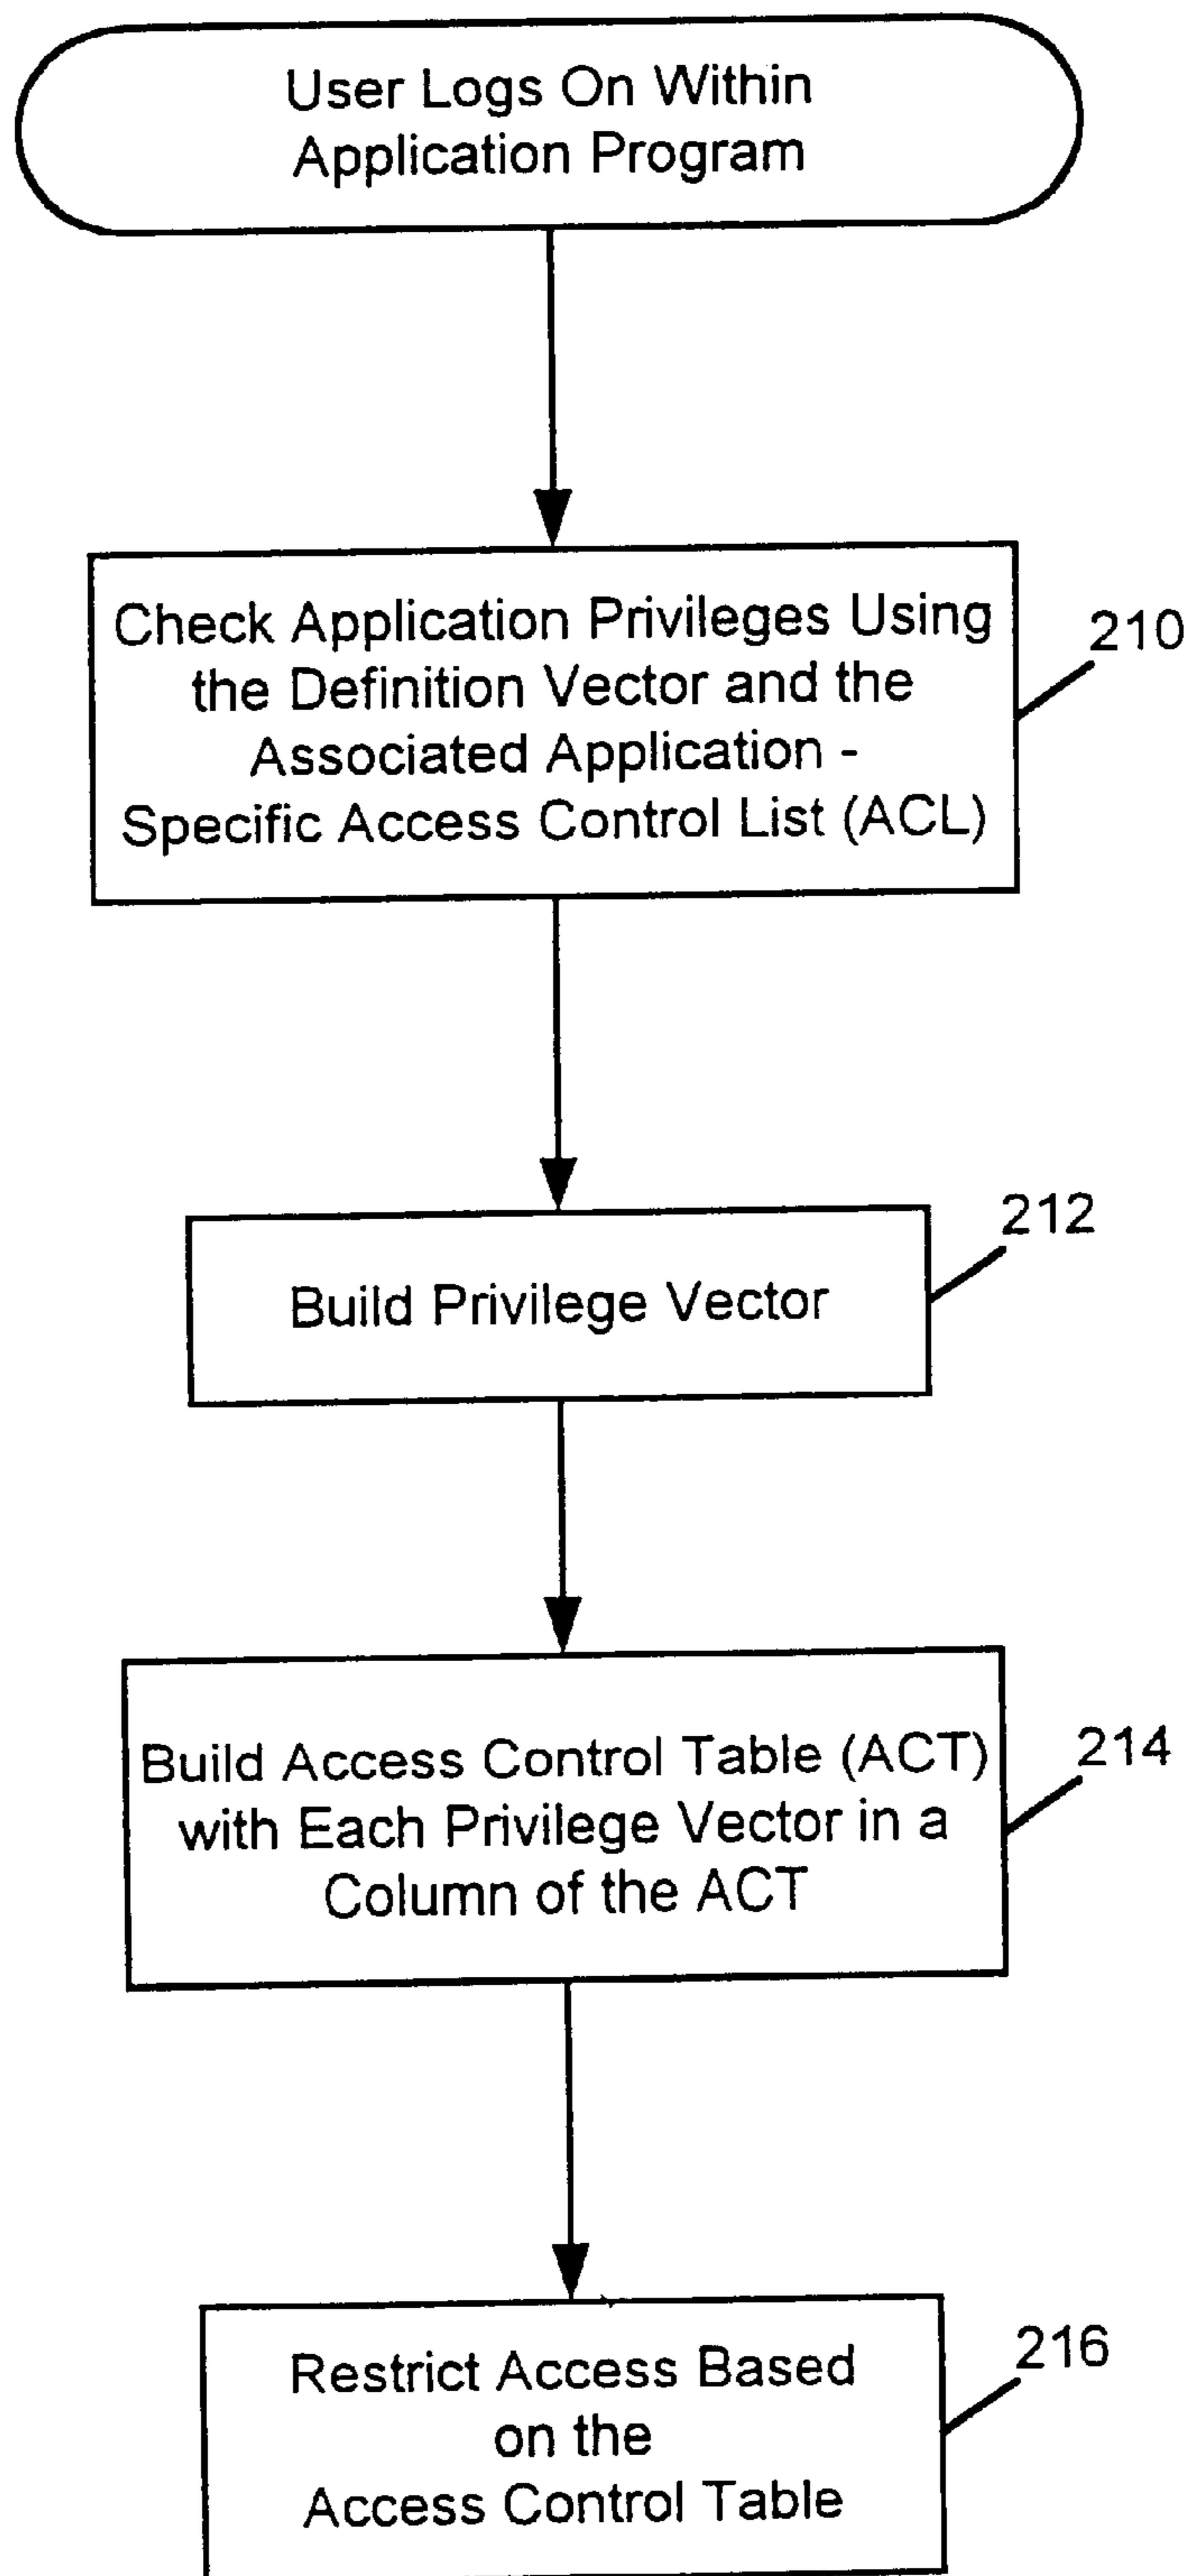 User Logs On Within
Application Program
Check Application Privileges Using
the Definition Vector and the
Associated Application -
Specific Access Control List (ACL)
210
Build Privilege Vector
212
Build Access Control Table (ACT)
with Each Privilege Vector in a
Column of the ACT
214
Restrict Access Based
on the
Access Control Table
216